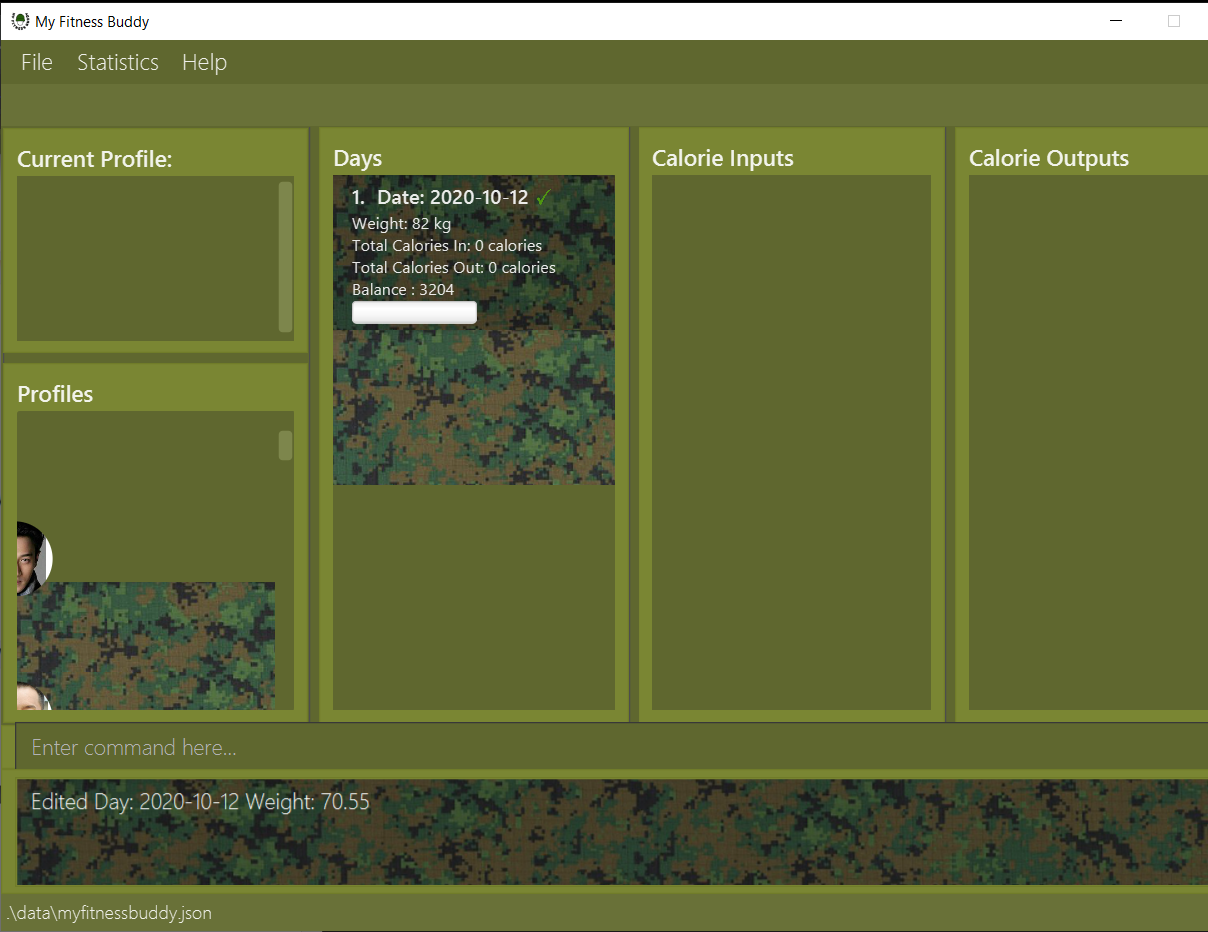 My Fitness Buddy
File Statistics Help
Current Profile:
Profiles
Days
1. Date: 2020-10-12 ✓
Weight: 82 kg
Total Calories In: 0 calories
Total Calories Out: 0 calories
Balance : 3204
Calorie Inputs
Calorie Outputs
Enter command here...
Edited Day: 2020-10-12 Weight: 70.55
.\data\myfitnessbuddy.json